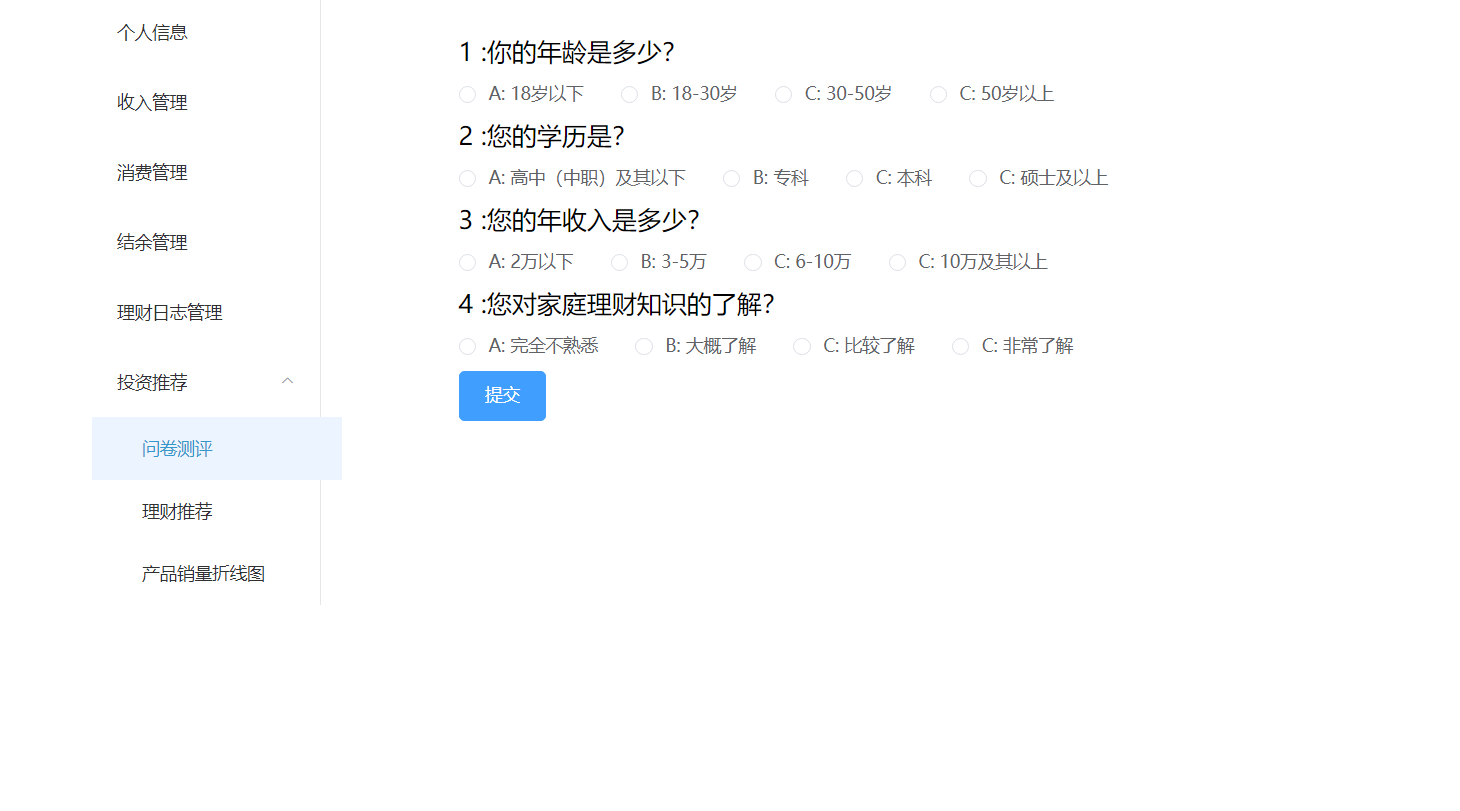 个人信息
收入管理
消费管理
结余管理
理财日志管理
投资推荐
问卷测评
理财推荐
产品销量折线图
1 :你的年龄是多少?
A: 18岁以下 B: 18-30岁 C: 30-50岁 C: 50岁以上
2 :您的学历是?
A: 高中（中职）及其以下 B: 专科 C: 本科 C: 硕士及以上
3 :您的年收入是多少?
A: 2万以下 B: 3-5万 C: 6-10万 C: 10万及其以上
4 :您对家庭理财知识的了解?
A: 完全不熟悉 B: 大概了解 C: 比较了解 C: 非常了解
提交